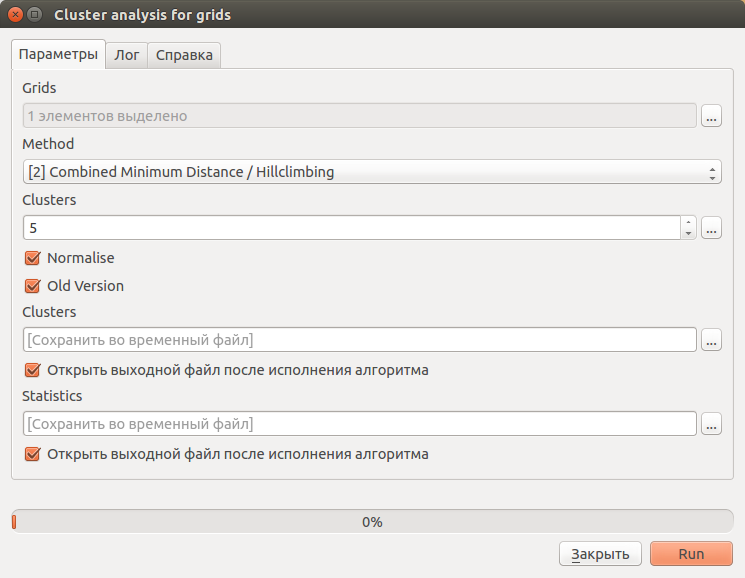 Cluster analysis for grids
Параметры Лог Справка
Grids
1 элементов выделено ...
Method
[2] Combined Minimum Distance / Hillclimbing
Clusters
5 ...
Normalise
Old Version
Clusters
[Сохранить во временный файл] ...
Открыть выходной файл после исполнения алгоритма
Statistics
[Сохранить во временный файл] ...
Открыть выходной файл после исполнения алгоритма
0%
Закрыть Run